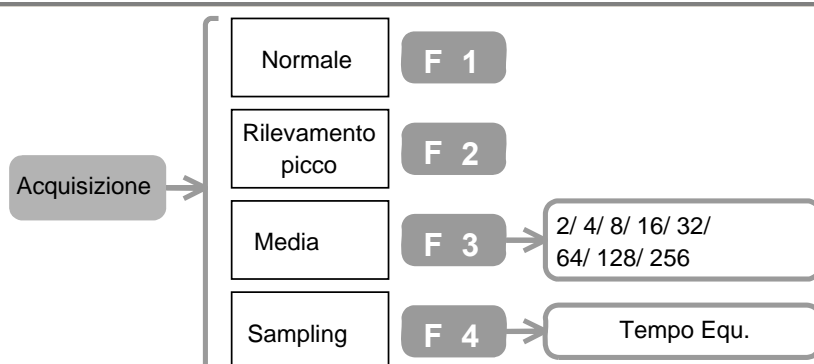 Normale F 1
Rilevamento
picco F 2
Acquisizione
Media F 3 2/ 4/ 8/ 16/ 32/
64/ 128/ 256
Sampling F 4 Tempo Equ.